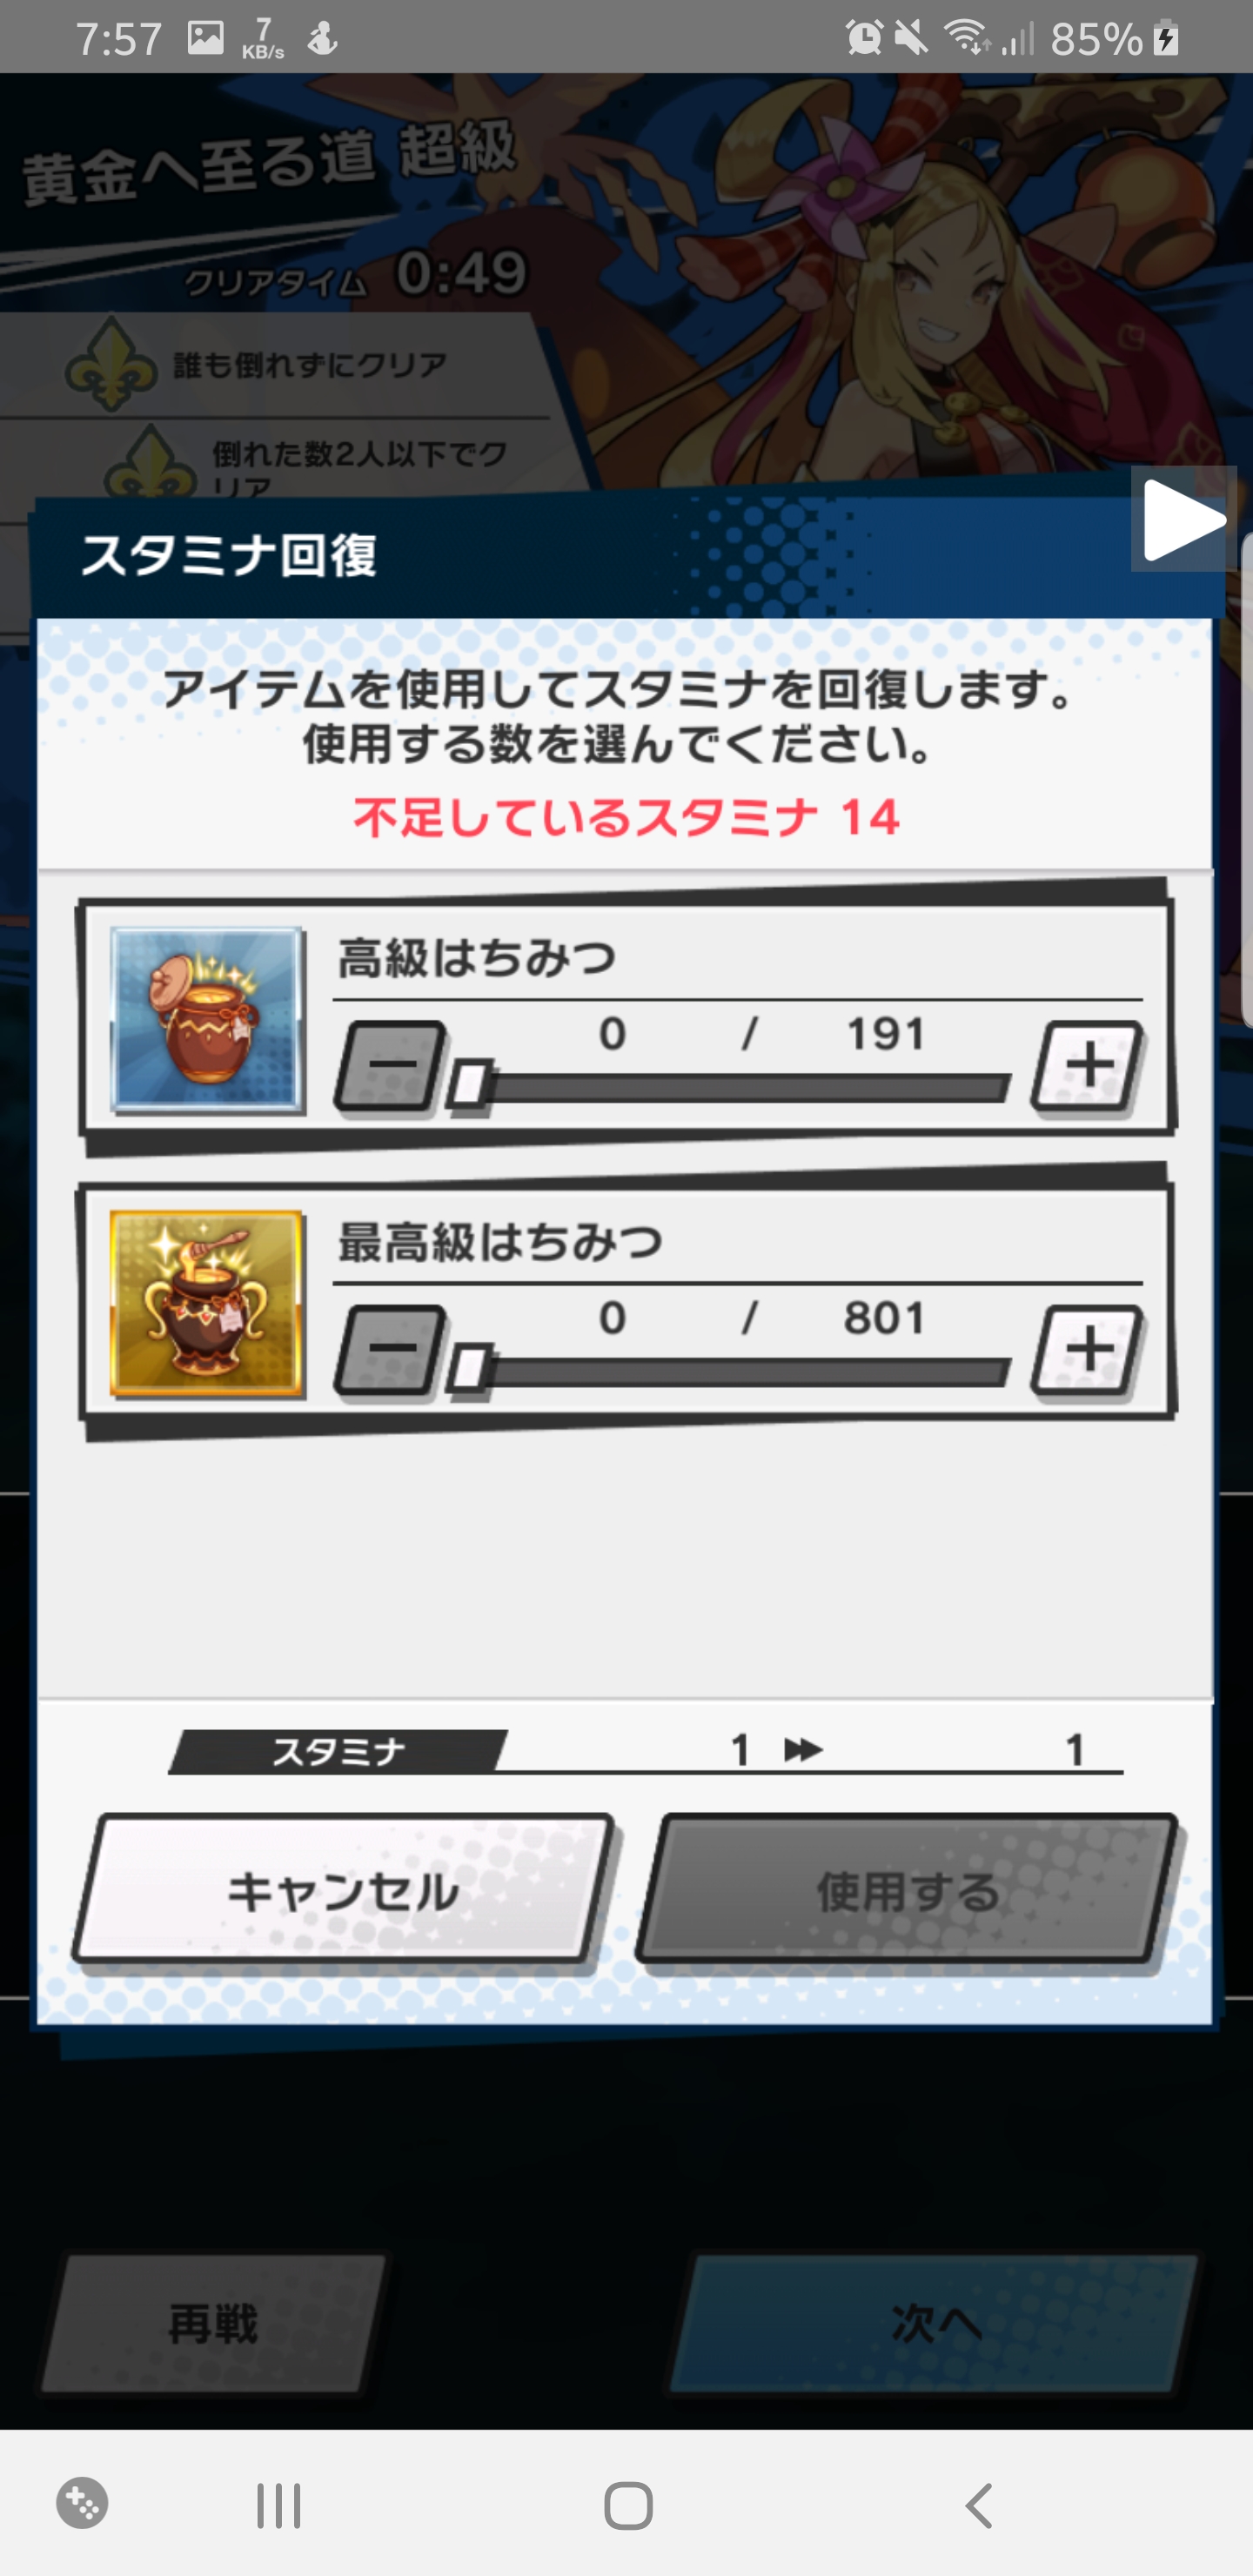 7:57 7 KB/s 85%
黄金へ至る道 超級
クリアタイム 0:49
誰も倒れずにクリア
倒れた数2人以下でク
リア
スタミナ回復
アイテムを使用してスタミナを回復します。
使用する数を選んでください。
不足しているスタミナ 14
高級はちみつ
0 / 191
最高級はちみつ
0 / 801
スタミナ 1 1
キャンセル 使用する
再戦 次へ